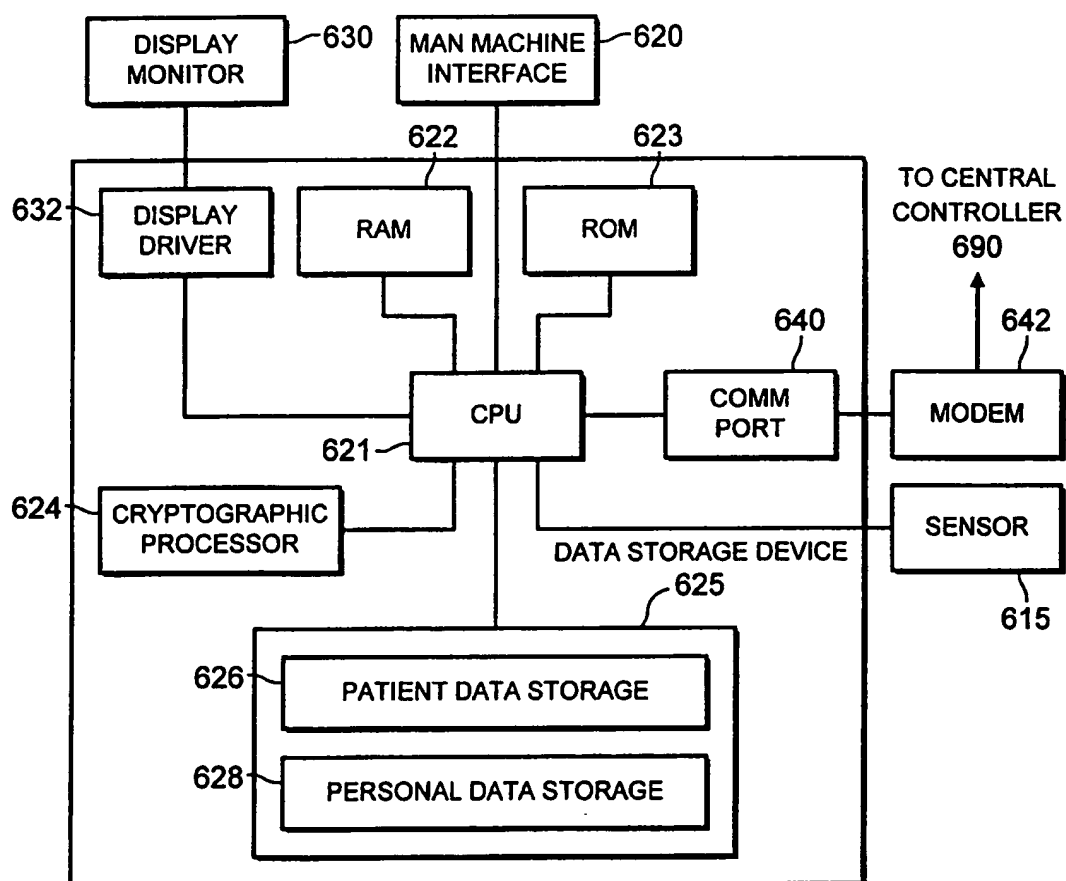 DISPLAY
MONITOR
630
MAN MACHINE
INTERFACE
620
622
623
632
DISPLAY
DRIVER
RAM
ROM
TO CENTRAL
CONTROLLER
690
640
642
CPU
621
COMM
PORT
MODEM
624
CRYPTOGRAPHIC
PROCESSOR
SENSOR
615
DATA STORAGE DEVICE
625
626
PATIENT DATA STORAGE
628
PERSONAL DATA STORAGE